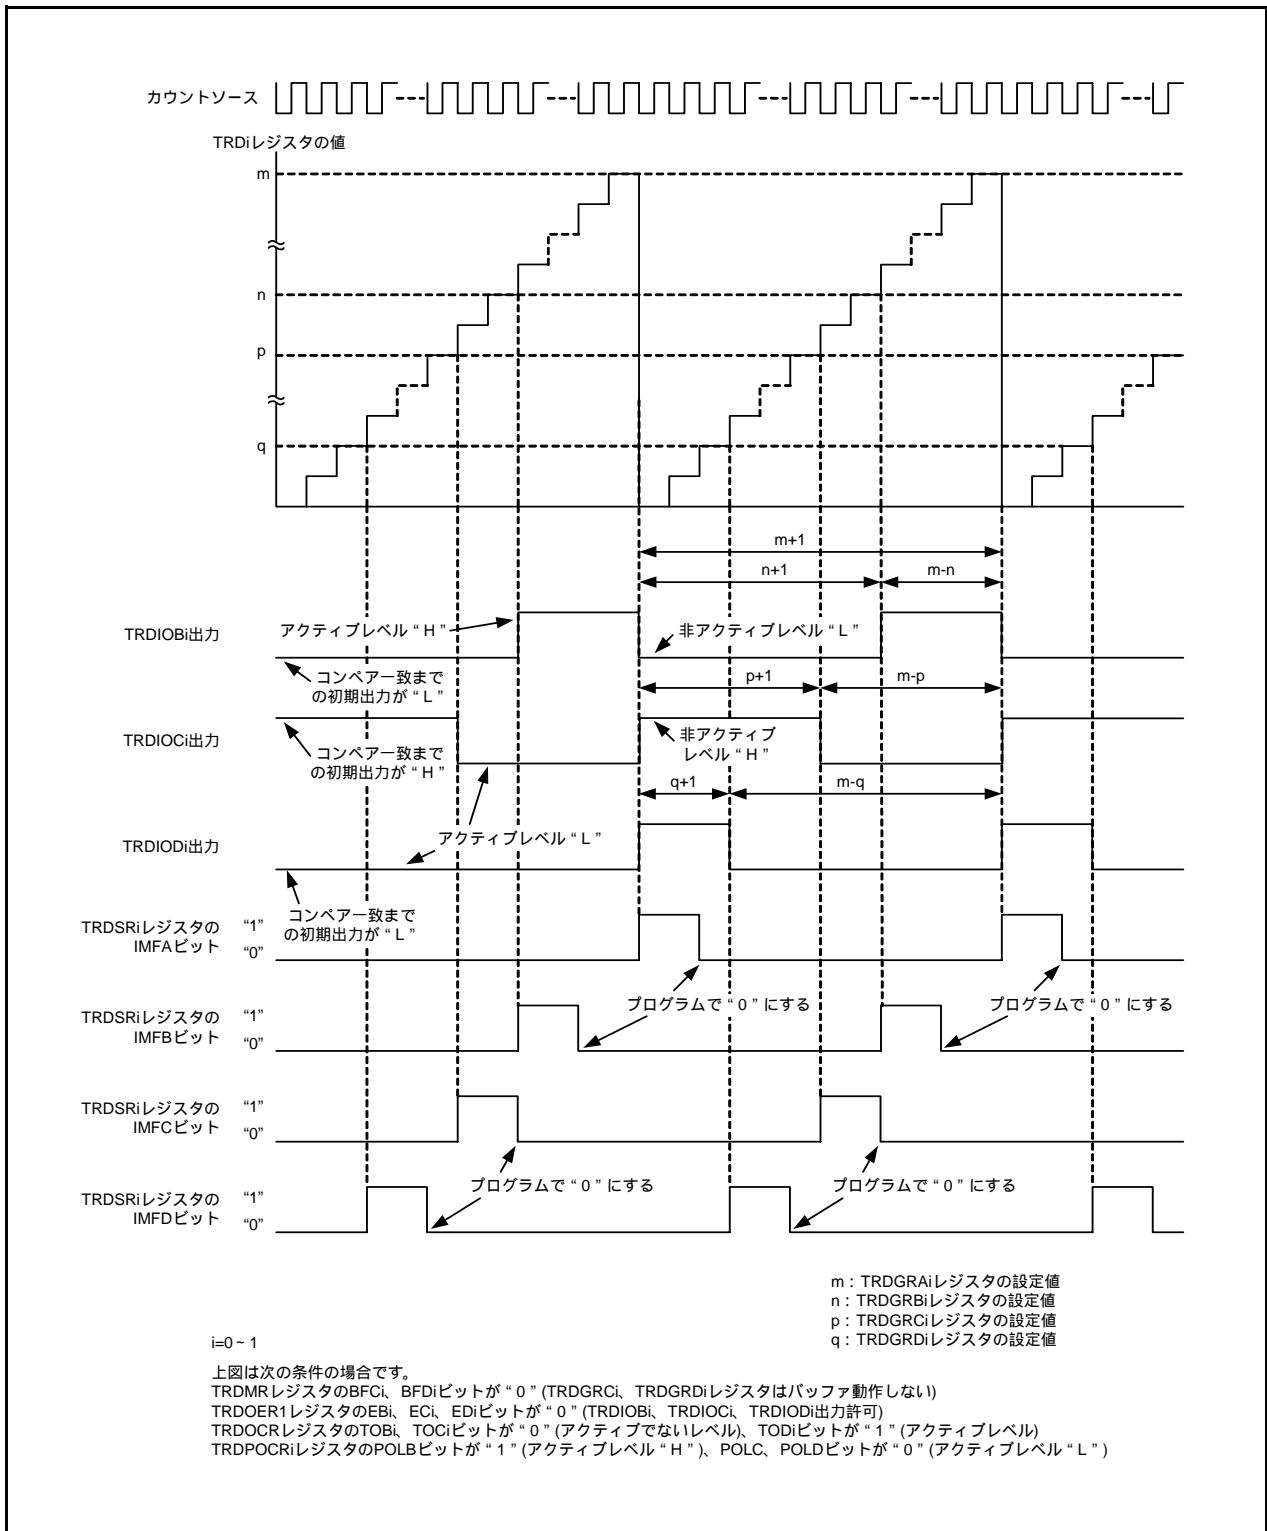 カウントソース
TRDiレジスタの値
m
n
p
q
m+1
n+1
m-n
TRDIOBi出力
アクティブレベル“H”
非アクティブレベル“L”
コンペア一致まで
の初期出力が“L”
p+1
m-p
TRDIOCi出力
コンペア一致まで
の初期出力が“H”
非アクティブ
レベル“H”
q+1
m-q
TRDIODi出力
アクティブレベル“L”
コンペア一致まで
の初期出力が“L”
TRDSRiレジスタの
IMFAビット
“1”
“0”
プログラムで“0”にする
プログラムで“0”にする
TRDSRiレジスタの
IMFBビット
“1”
“0”
TRDSRiレジスタの
IMFCビット
“1”
“0”
プログラムで“0”にする
プログラムで“0”にする
TRDSRiレジスタの
IMFDビット
“1”
“0”
m:TRDGRAiレジスタの設定値
n:TRDGRBiレジスタの設定値
p:TRDGRCiレジスタの設定値
q:TRDGRDiレジスタの設定値
i=0~1
上図は次の条件の場合です。
TRDMRレジスタのBFCi、BFDiビットが“0”(TRDGRCi、TRDGRDiレジスタはバッファ動作しない)
TRDOER1レジスタのEBi、ECi、EDiビットが“0”(TRDIOBi、TRDIOCi、TRDIODi出力許可)
TRDOCRレジスタのTOBi、TOCiビットが“0”(アクティブでないレベル)、TODiビットが“1”(アクティブレベル)
TRDPOCRiレジスタのPOLBビットが“1”(アクティブレベル“H”)、POLC、POLDビットが“0”(アクティブレベル“L”)